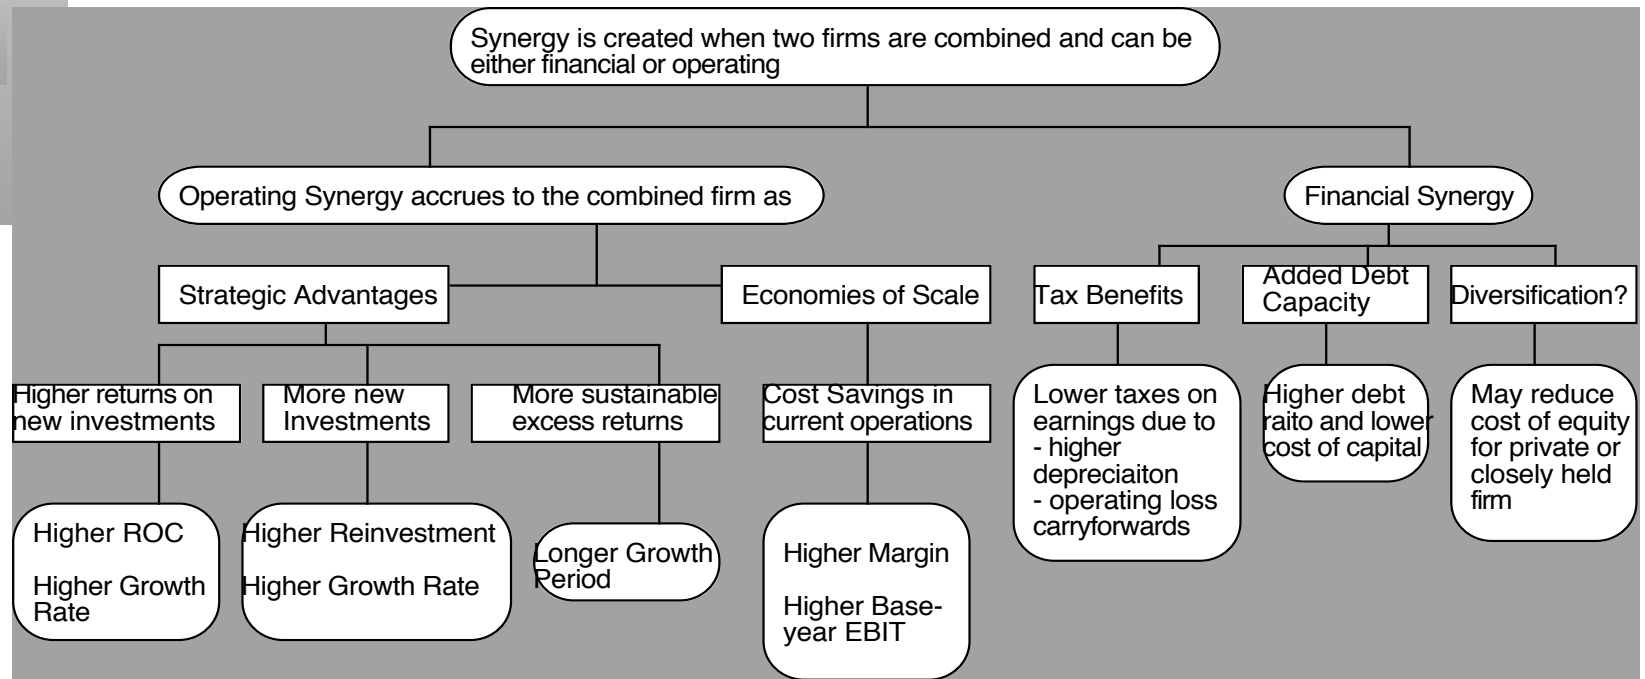 Synergy is created when two firms are combined and can be
either financial or operating
Operating Synergy accrues to the combined firm as
Financial Synergy
Strategic Advantages
Economies of Scale
Tax Benefits
Added Debt
Capacity
Diversification?
Higher returns on
new investments
More new
Investments
More sustainable
excess returns
Cost Savings in
current operations
Lower taxes on
earnings due to
- higher
depreciaiton
- operating loss
carryforwards
Higher debt
raito and lower
cost of capital
May reduce
cost of equity
for private or
closely held
firm
Higher ROC
Higher Growth
Rate
Higher Reinvestment
Higher Growth Rate
Longer Growth
Period
Higher Margin
Higher Base-
year EBIT